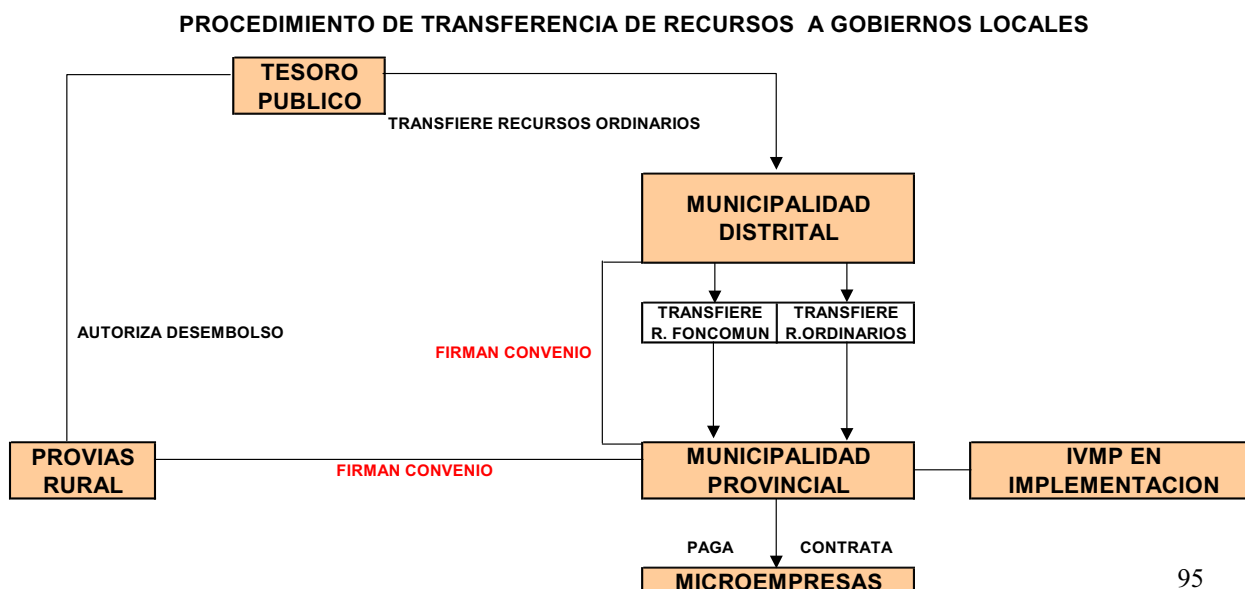 PROCEDIMIENTO DE TRANSFERENCIA DE RECURSOS A GOBIERNOS LOCALES
TESORO
PUBLICO
TRANSFIERE RECURSOS ORDINARIOS
MUNICIPALIDAD
DISTRITAL
TRANSFIERE
R. FONCOMUN
TRANSFIERE
R.ORDINARIOS
AUTORIZA DESEMBOLSO
FIRMAN CONVENIO
PROVIAS
RURAL
FIRMAN CONVENIO
MUNICIPALIDAD
PROVINCIAL
IVMP EN
IMPLEMENTACION
PAGA
CONTRATA
MICROEMPRESAS
95